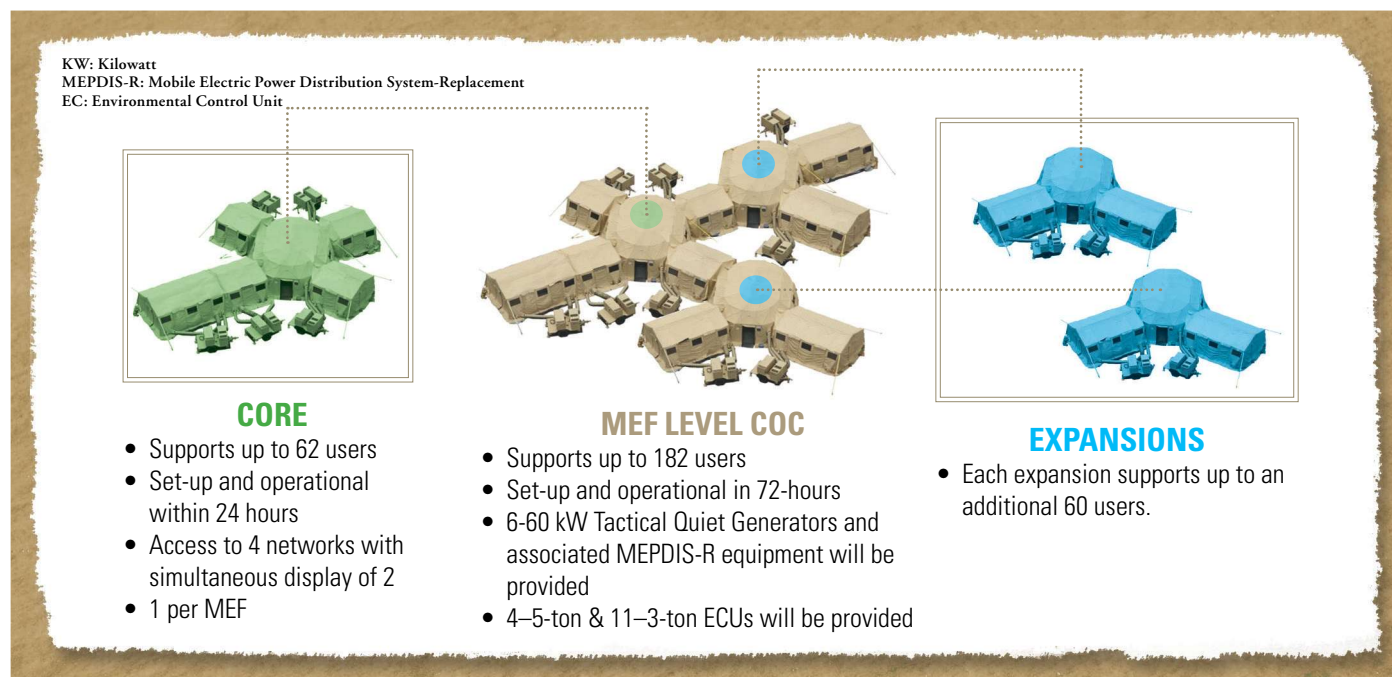 KW: Kilowatt
MEPDIS-R: Mobile Electric Power Distribution System-Replacement
EC: Environmental Control Unit
CORE
• Supports up to 62 users
• Set-up and operational
within 24 hours
• Access to 4 networks with
simultaneous display of 2
• 1 per MEF
MEF LEVEL COC
• Supports up to 182 users
• Set-up and operational in 72-hours
• 6-60 kW Tactical Quiet Generators and
associated MEPDIS-R equipment will be
provided
• 4–5-ton & 11–3-ton ECUs will be provided
EXPANSIONS
• Each expansion supports up to an
additional 60 users.